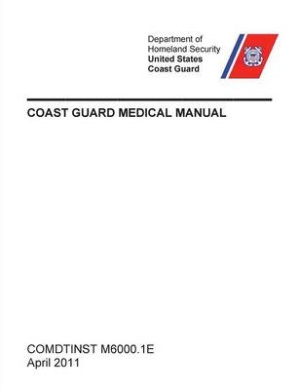 Department of
Homeland Security
United States
Coast Guard
COAST GUARD MEDICAL MANUAL
COMDTINST M6000.1E
April 2011